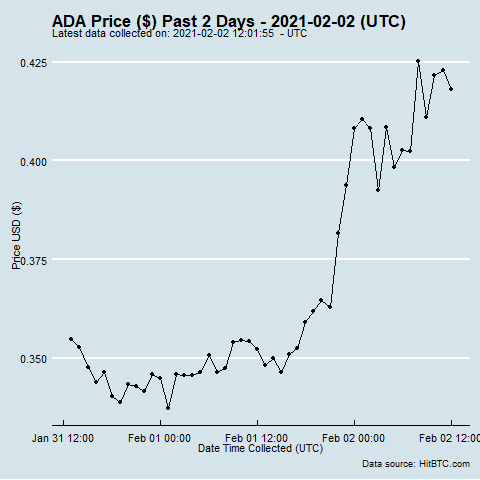 ADA Price ($) Past 2 Days - 2021-02-02 (UTC)
Latest data collected on: 2021-02-02 12:01:55 - UTC
0.425
0.400
0.375
0.350
Price USD ($)
Jan 31 12:00
Feb 01 00:00
Feb 01 12:00
Feb 02 00:00
Feb 02 12:00
Date Time Collected (UTC)
Data source: HitBTC.com